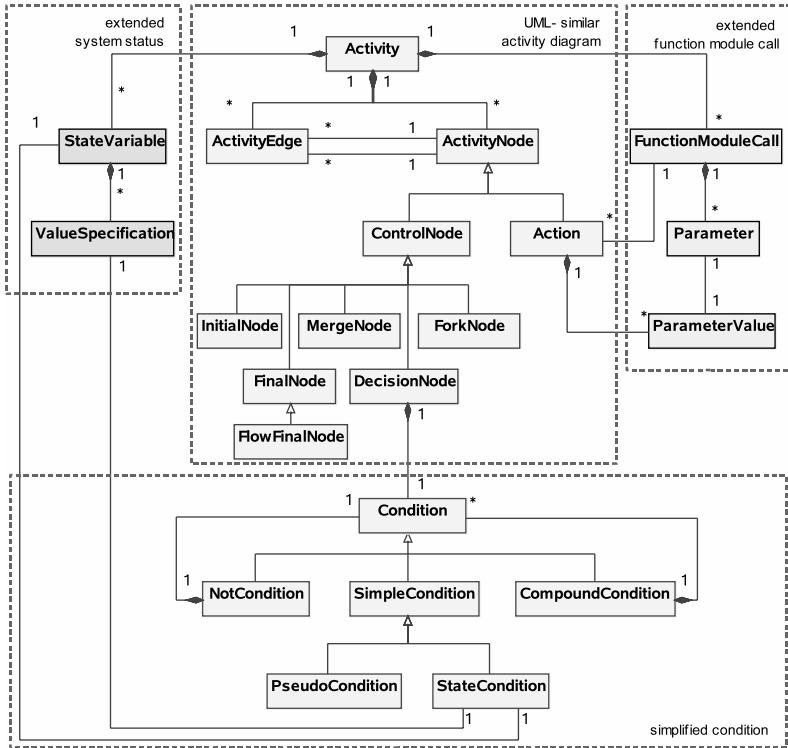 extended
system status
UML- similar
activity diagram
extended
function module call
1
Activity
1
1
1
*
*
*
*
1
StateVariable
1
*
ActivityEdge
*
1
*
1
ActivityNode
FunctionModuleCall
1
1
*
ValueSpecification
1
ControlNode
Action
*
1
Parameter
1
1
*
ParameterValue
InitialNode
MergeNode
ForkNode
FinalNode
DecisionNode
1
FlowFinalNode
1
1
Condition
*
1
NotCondition
SimpleCondition
CompoundCondition
1
PseudoCondition
StateCondition
1
1
simplified condition